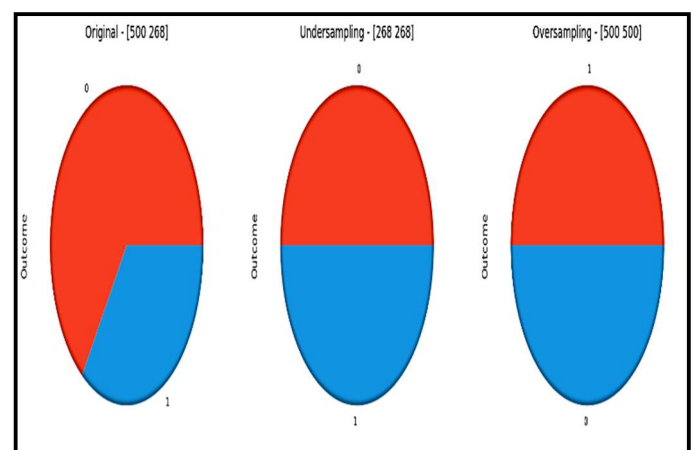 Original - [500 268]
0
Outcome
1
Undersampling - [268 268]
0
Outcome
1
Oversampling - [500 500]
1
Outcome
0